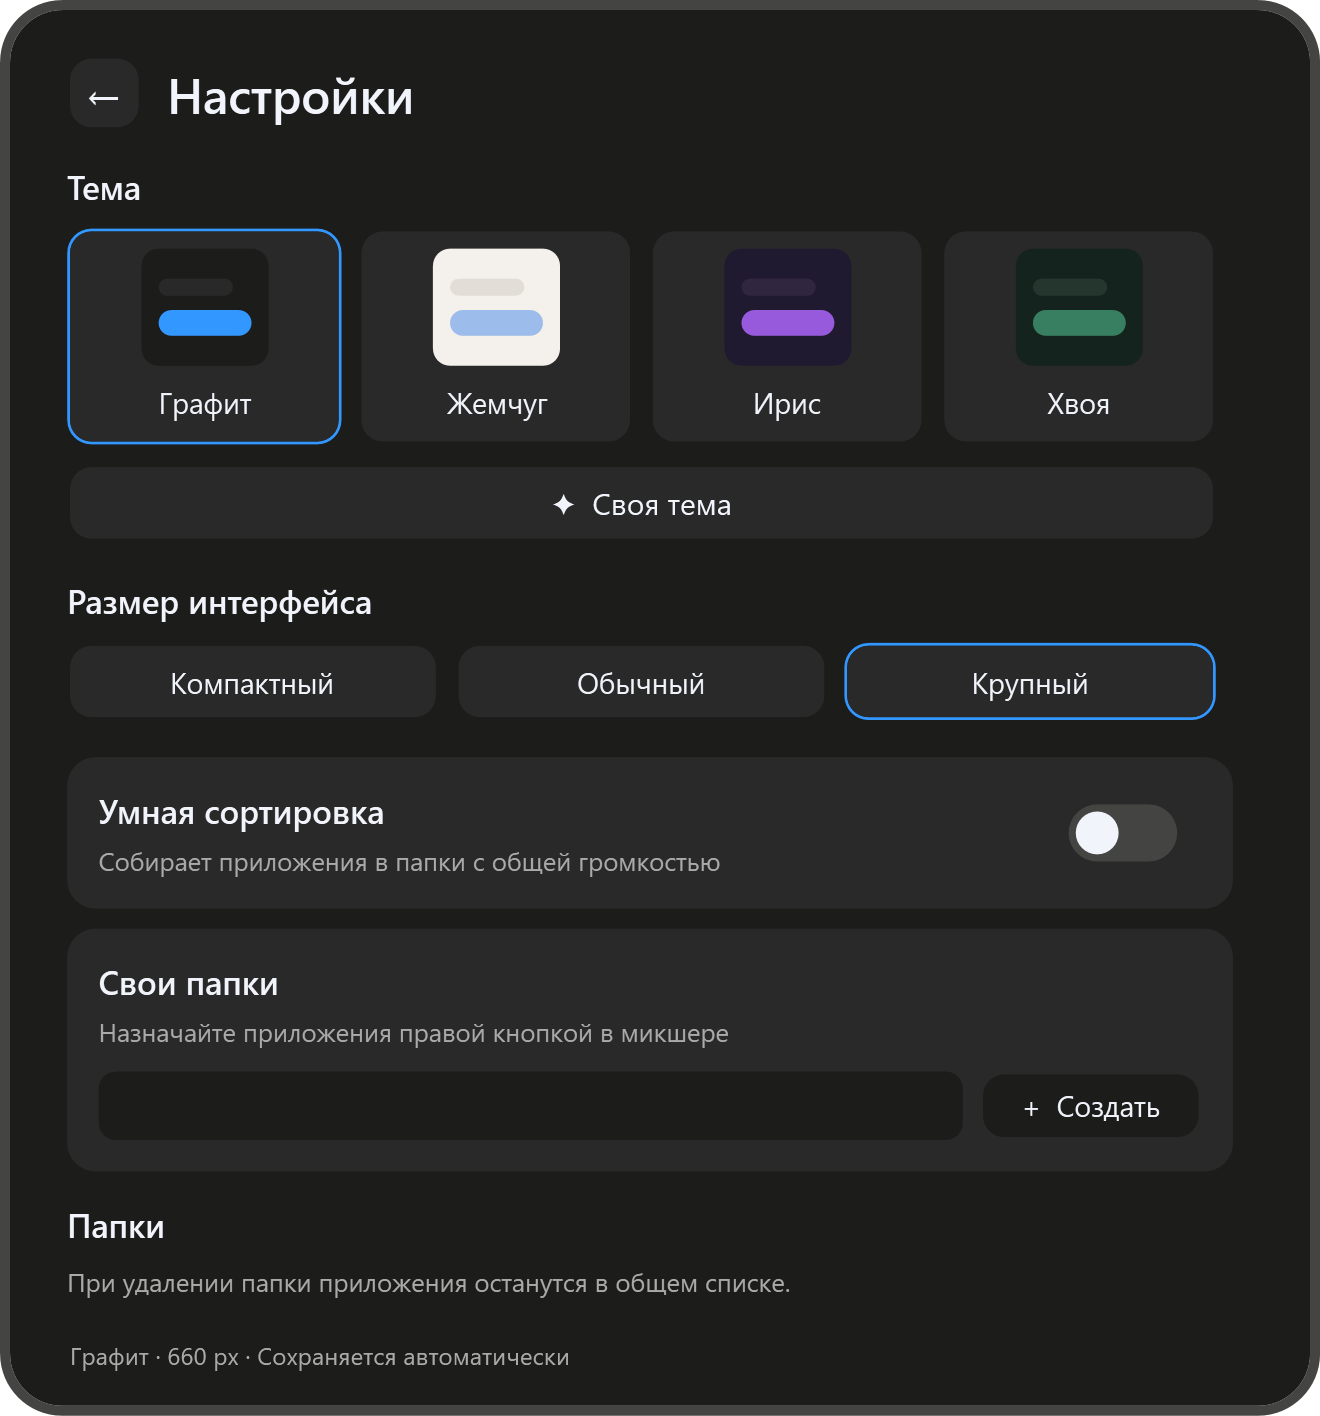 ← Настройки
Тема
Графит
Жемчуг
Ирис
Хвоя
✦ Своя тема
Размер интерфейса
Компактный
Обычный
Крупный
Умная сортировка
Собирает приложения в папки с общей громкостью
Свои папки
Назначайте приложения правой кнопкой в микшере
+ Создать
Папки
При удалении папки приложения останутся в общем списке.
Графит · 660 px · Сохраняется автоматически